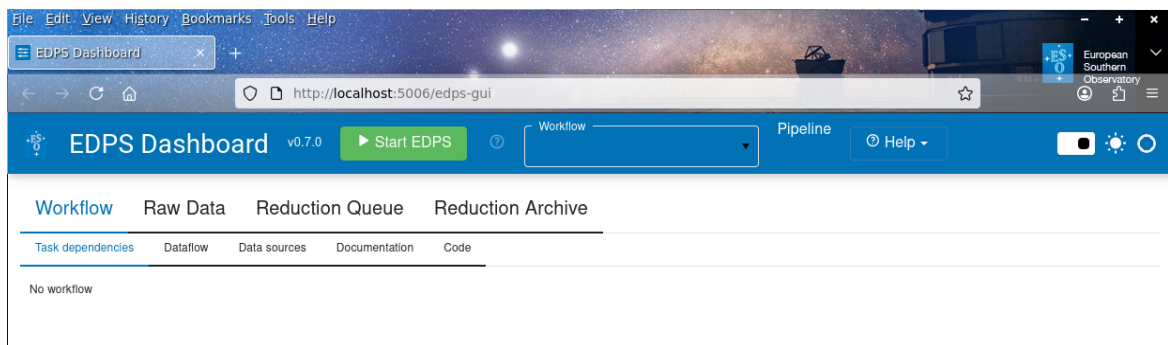 File Edit View History Bookmarks Tools Help
EDPS Dashboard
European
Southern
Observatory
http://localhost:5006/edps-gui
EDPS Dashboard v0.7.0 Start EDPS Workflow Pipeline Help
Workflow Raw Data Reduction Queue Reduction Archive
Task dependencies Dataflow Data sources Documentation Code
No workflow